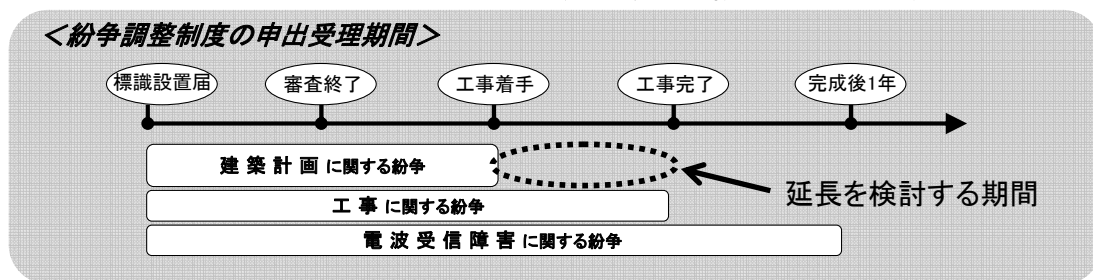 ＜紛争調整制度の申出受理期間＞
標識設置届
審査終了
工事着手
工事完了
完成後1年
建築計画に関する紛争
延長を検討する期間
工事に関する紛争
電波受信障害に関する紛争